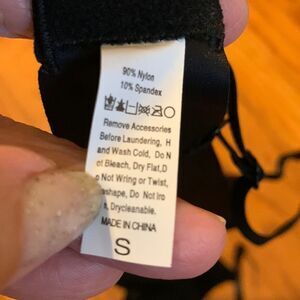 90% Nylon
10% Spandex
Remove Accessories
Before Laundering, H
and Wash Cold, Do N
ot Bleach, Dry Flat,D
o Not Wring or Twist,
eshape, Do Not Iro
n, Drycleanable.
MADE IN CHINA
S